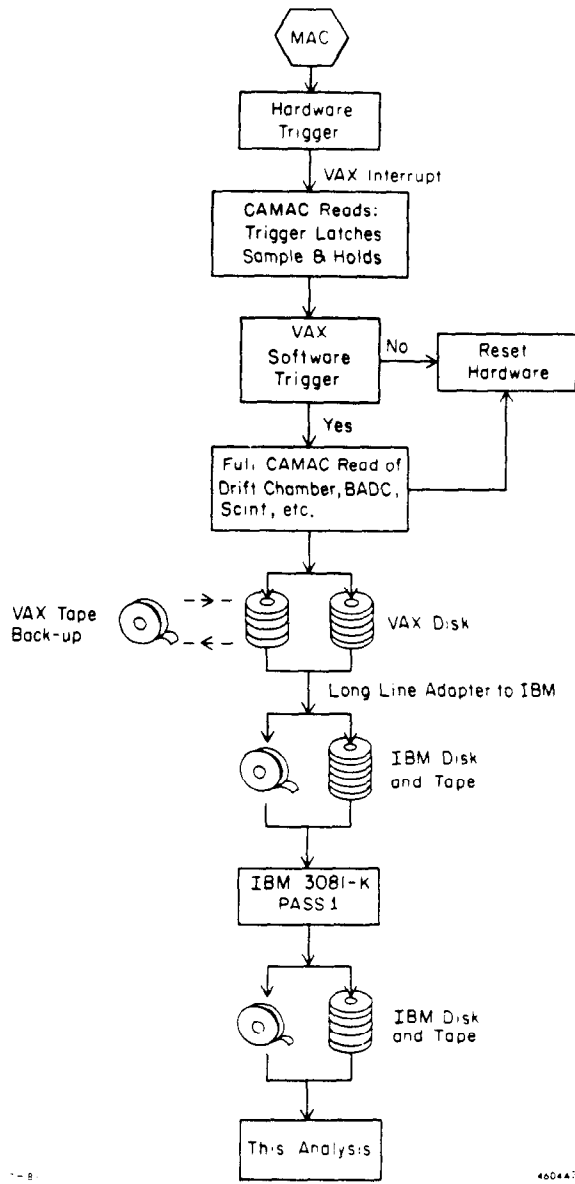 MAC
Hardware
Trigger
VAX Interrupt
CAMAC Reads:
Trigger Latches
Sample & Holds
VAX
Software
Trigger
No
Reset
Hardware
Yes
Full CAMAC Read of
Drift Chamber, BADC,
Scint, etc.
VAX Tape
Back-up
VAX Disk
Long Line Adapter to IBM
IBM Disk
and Tape
IBM 3081-K
PASS 1
IBM Disk
and Tape
This Analysis